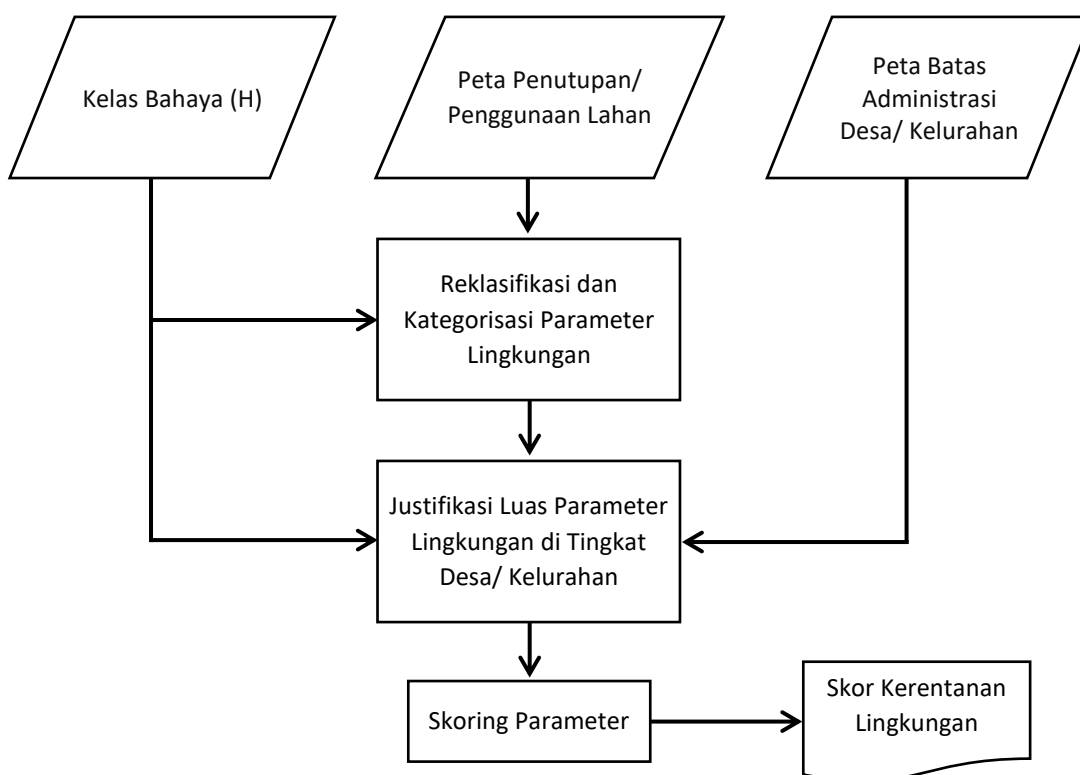 Kelas Bahaya (H)
Peta Penutupan/
Penggunaan Lahan
Peta Batas
Administrasi
Desa/ Kelurahan
Reklasifikasi dan
Kategorisasi Parameter
Lingkungan
Justifikasi Luas Parameter
Lingkungan di Tingkat
Desa/ Kelurahan
Skoring Parameter
Skor Kerentanan
Lingkungan